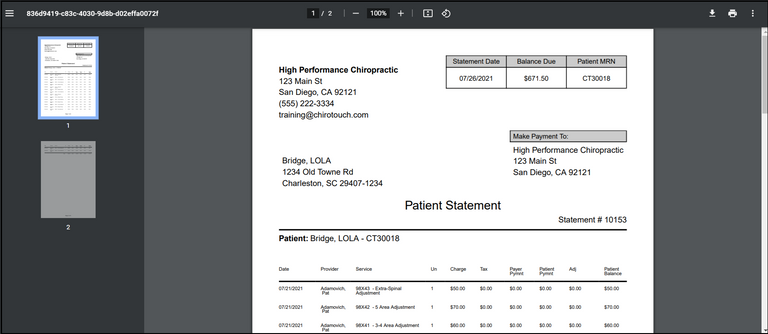 836d9419-c83c-4030-9d8b-d02effa0072f
1 / 2
100%
1
2
High Performance Chiropractic
123 Main St
San Diego, CA 92121
(555) 222-3334
training@chirotouch.com
Statement Date Balance Due Patient MRN
07/26/2021 $671.50 CT30018
Make Payment To:
High Performance Chiropractic
123 Main St
San Diego, CA 92121
Bridge, LOLA
1234 Old Towne Rd
Charleston, SC 29407-1234
Patient Statement
Statement # 10153
Patient: Bridge, LOLA - CT30018
Date Provider Service Un Charge Tax Payer Pymnt Patient Pymnt Adj Patient Balance
07/21/2021 Adamovich, Pat 98X43 - Extra-Spinal Adjustment 1 $50.00 $0.00 $0.00 $0.00 $0.00 $50.00
07/21/2021 Adamovich, Pat 98X42 - 5 Area Adjustment 1 $70.00 $0.00 $0.00 $0.00 $0.00 $70.00
07/21/2021 Adamovich, Pat 98X41 - 3-4 Area Adjustment 1 $60.00 $0.00 $0.00 $0.00 $0.00 $60.00